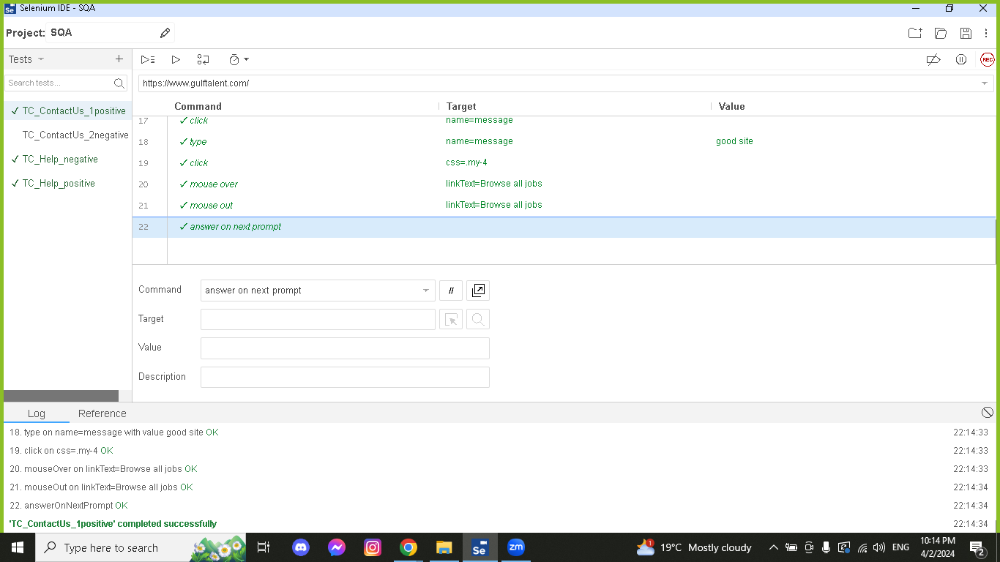 Se Selenium IDE - SQA
Project: SQA
Tests
Search tests...
https://www.gulftalent.com/
Command Target Value
✓ TC_ContactUs_1positive
TC_ContactUs_2negative
✓ TC_Help_negative
✓ TC_Help_positive
17 ✓ click name=message
18 ✓ type name=message good site
19 ✓ click css=.my-4
20 ✓ mouse over linkText=Browse all jobs
21 ✓ mouse out linkText=Browse all jobs
22 ✓ answer on next prompt
REC
Command answer on next prompt //
Target
Value
Description
Log Reference
18. type on name=message with value good site OK 22:14:33
19. click on css=.my-4 OK 22:14:33
20. mouseOver on linkText=Browse all jobs OK 22:14:33
21. mouseOut on linkText=Browse all jobs OK 22:14:34
22. answerOnNextPrompt OK 22:14:34
'TC_ContactUs_1positive' completed successfully 22:14:34
Type here to search
Se
zm
1
19°C Mostly cloudy
ENG
10:14 PM
4/2/2024
2